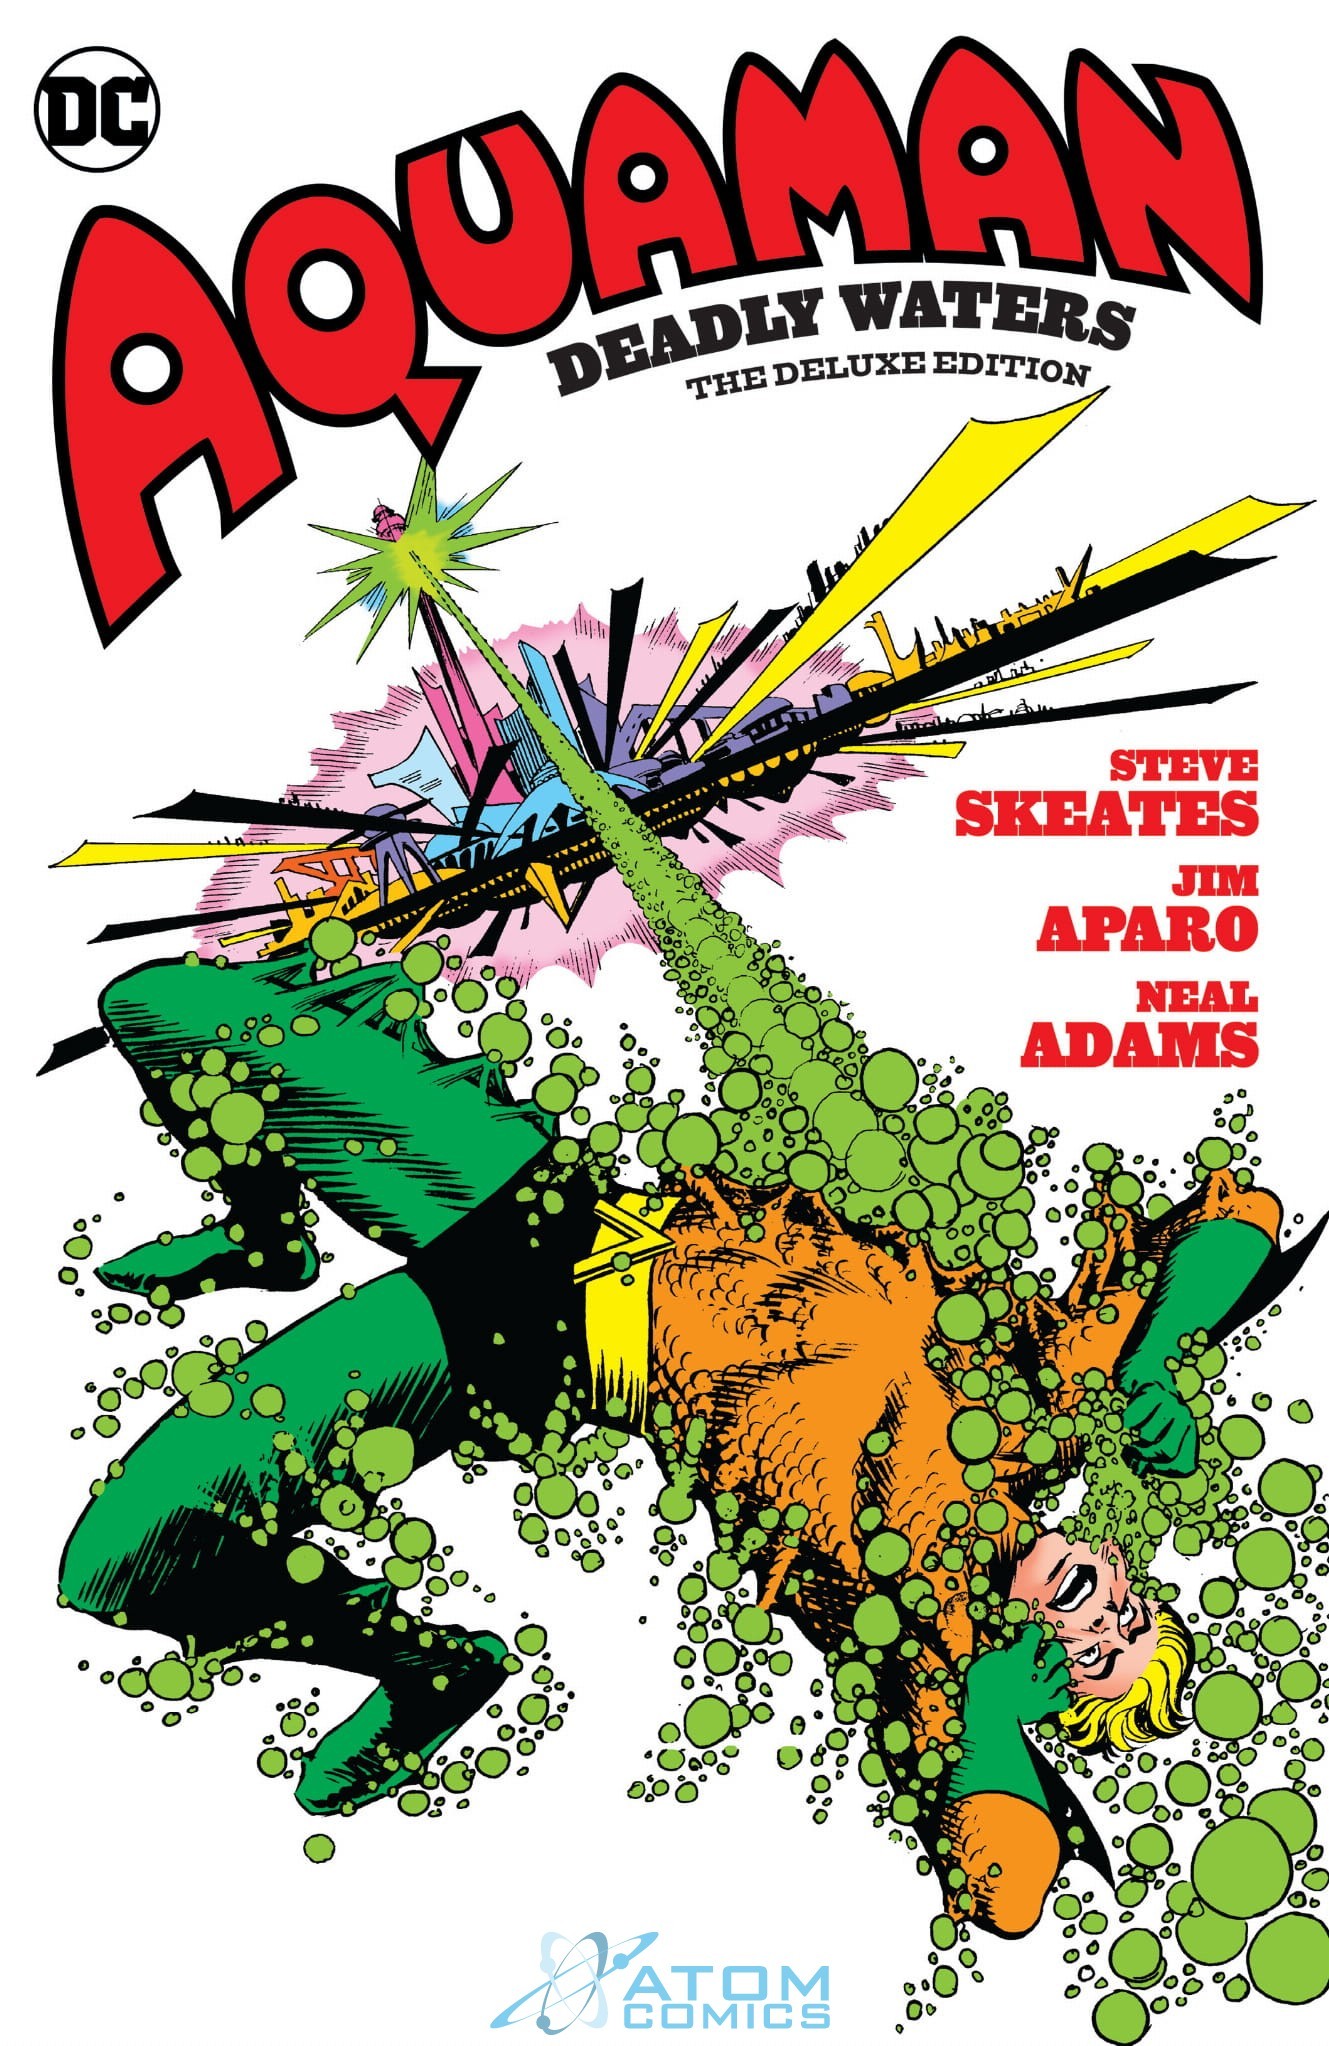 DC
AQUAMAN
DEADLY WATERS
THE DELUXE EDITION
STEVE
SKEATES
JIM
APARO
NEAL
ADAMS
ATOM
COMICS